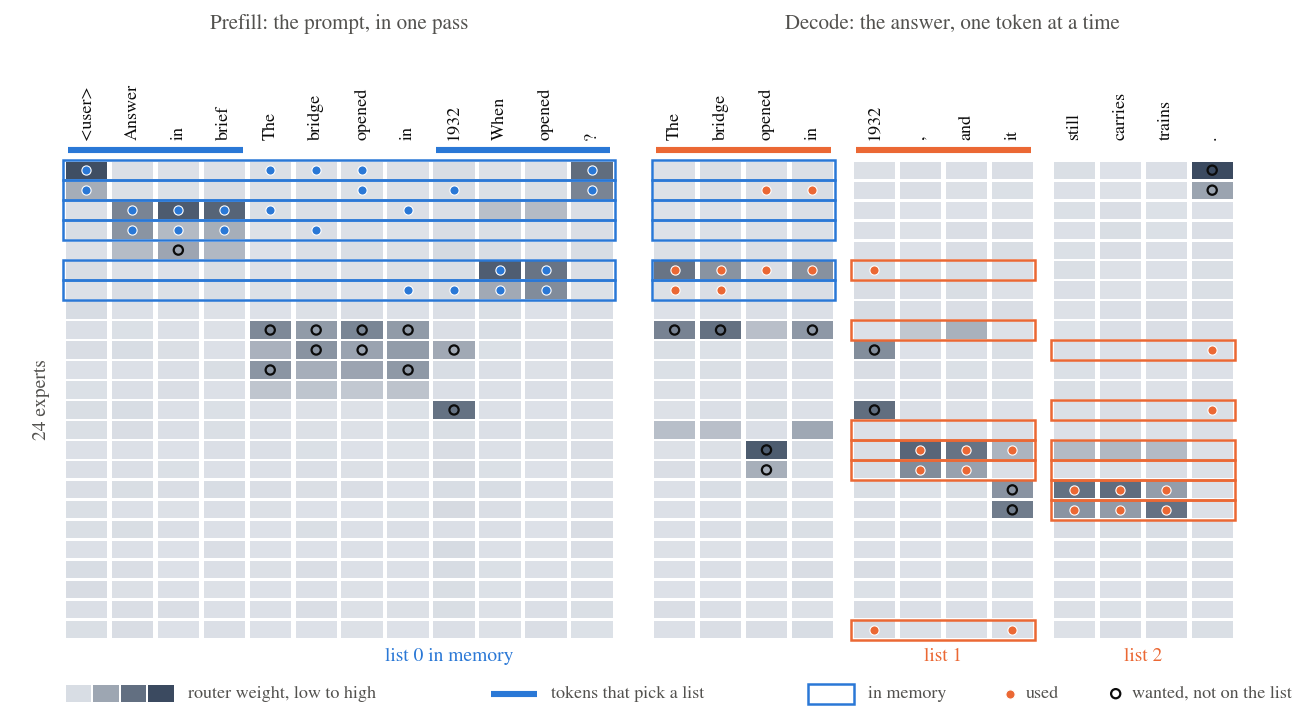 Prefill: the prompt, in one pass
Decode: the answer, one token at a time
<user> Answer in brief The bridge opened in 1932 When opened ?
The bridge opened in 1932 , and it still carries trains .
24 experts
list 0 in memory
list 1
list 2
router weight, low to high
tokens that pick a list
in memory
used
wanted, not on the list